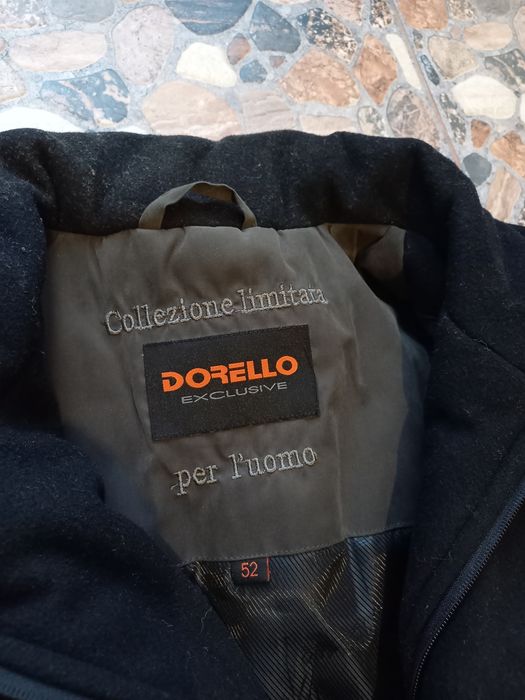 Collezione limitata
DORELLO
EXCLUSIVE
per l'uomo
52